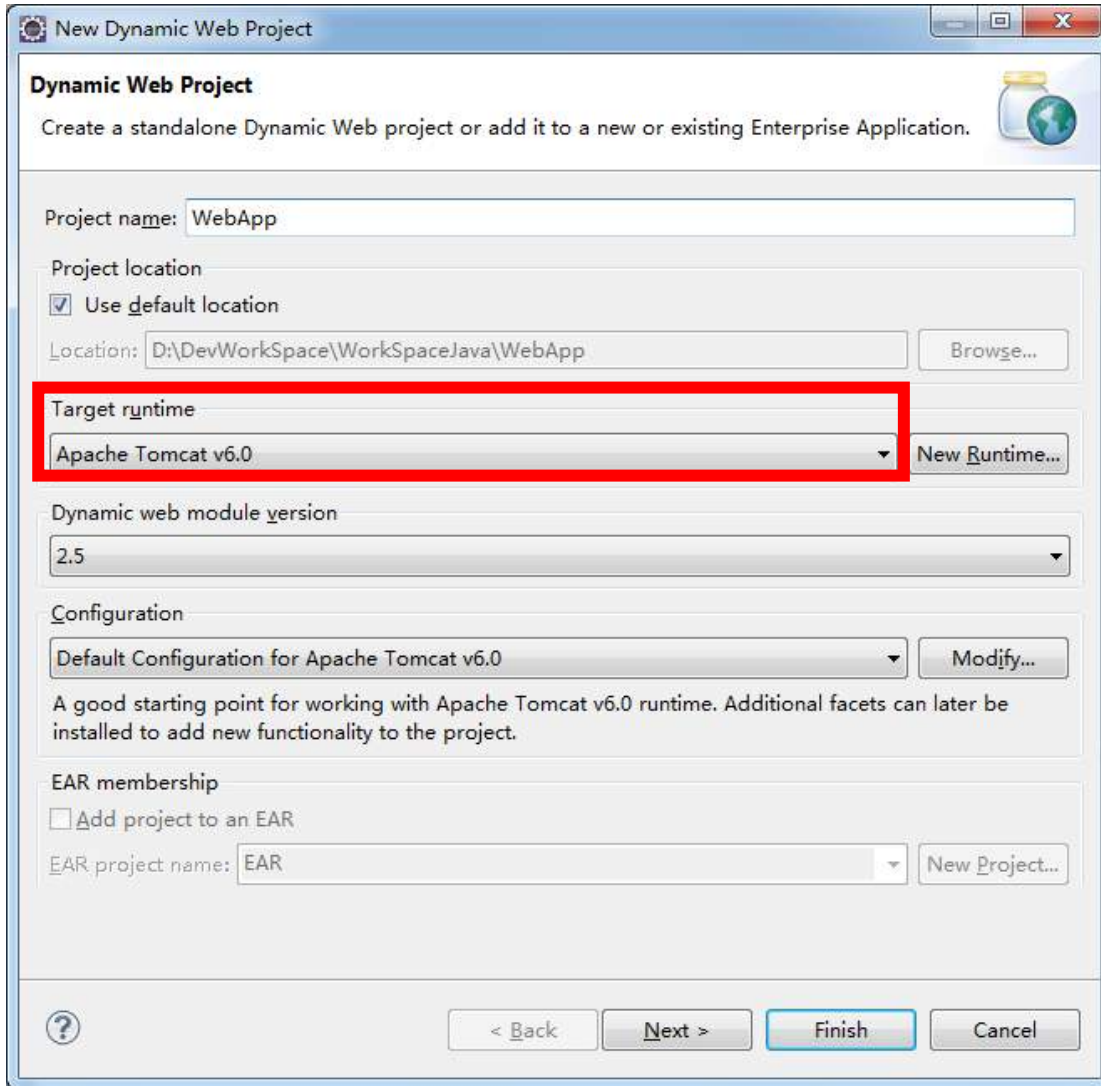 New Dynamic Web Project
Dynamic Web Project
Create a standalone Dynamic Web project or add it to a new or existing Enterprise Application.
Project name: WebApp
Project location
Use default location
Location: D:\DevWorkSpace\WorkSpaceJava\WebApp Browse...
Target runtime
Apache Tomcat v6.0 New Runtime...
Dynamic web module version
2.5
Configuration
Default Configuration for Apache Tomcat v6.0 Modify...
A good starting point for working with Apache Tomcat v6.0 runtime. Additional facets can later be
installed to add new functionality to the project.
EAR membership
Add project to an EAR
EAR project name: EAR New Project...
? < Back Next > Finish Cancel